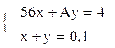 56x ÷ Ay = 4
x ÷ y = 0,1